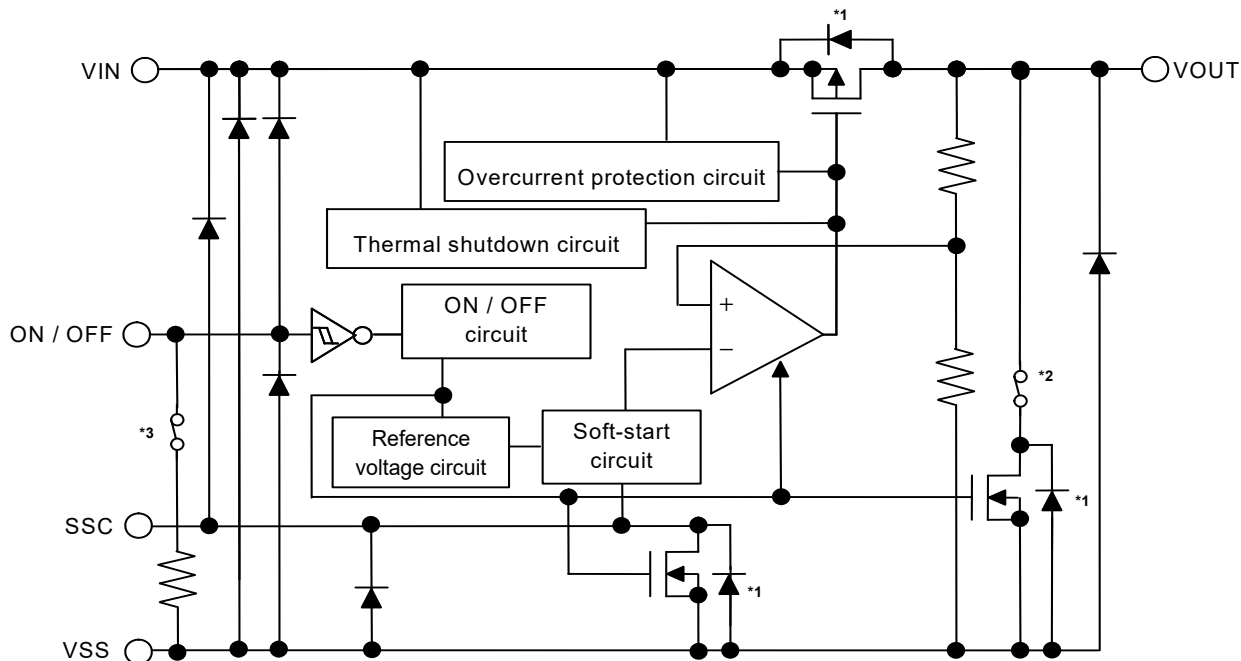 *1
VIN
VOUT
Overcurrent protection circuit
Thermal shutdown circuit
ON / OFF
ON / OFF
circuit
+
−
*2
*3
Reference
voltage circuit
Soft-start
circuit
*1
SSC
*1
VSS